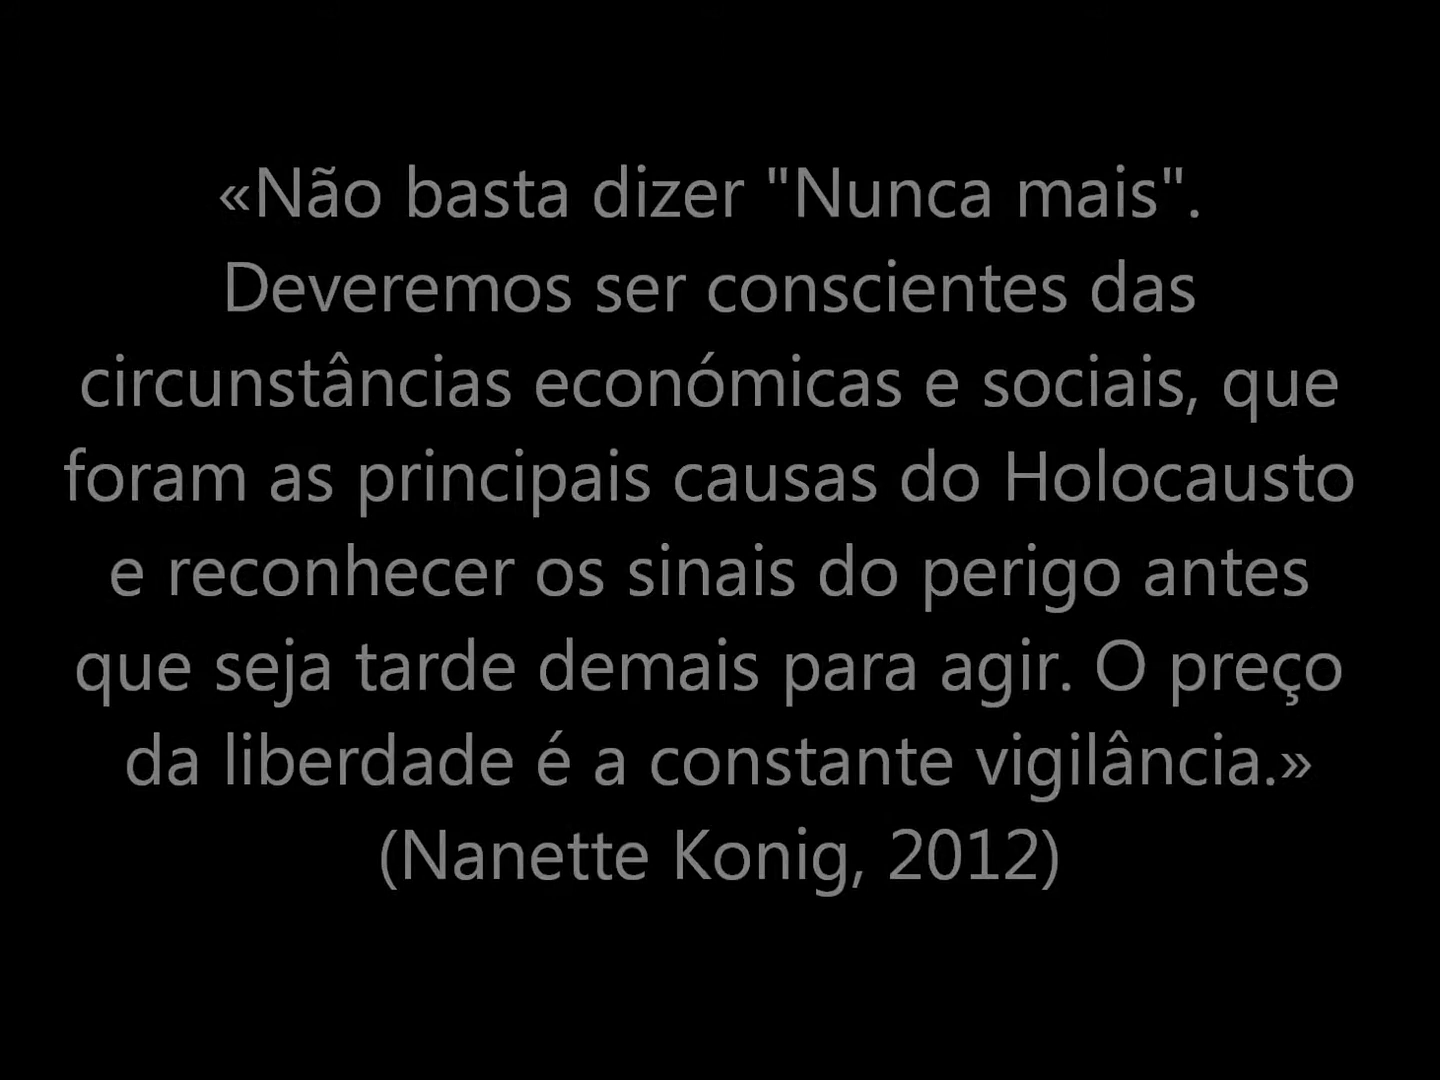 «Não basta dizer "Nunca mais".
Deveremos ser conscientes das
circunstâncias económicas e sociais, que
foram as principais causas do Holocausto
e reconhecer os sinais do perigo antes
que seja tarde demais para agir. O preço
da liberdade é a constante vigilância.»
(Nanette Konig, 2012)